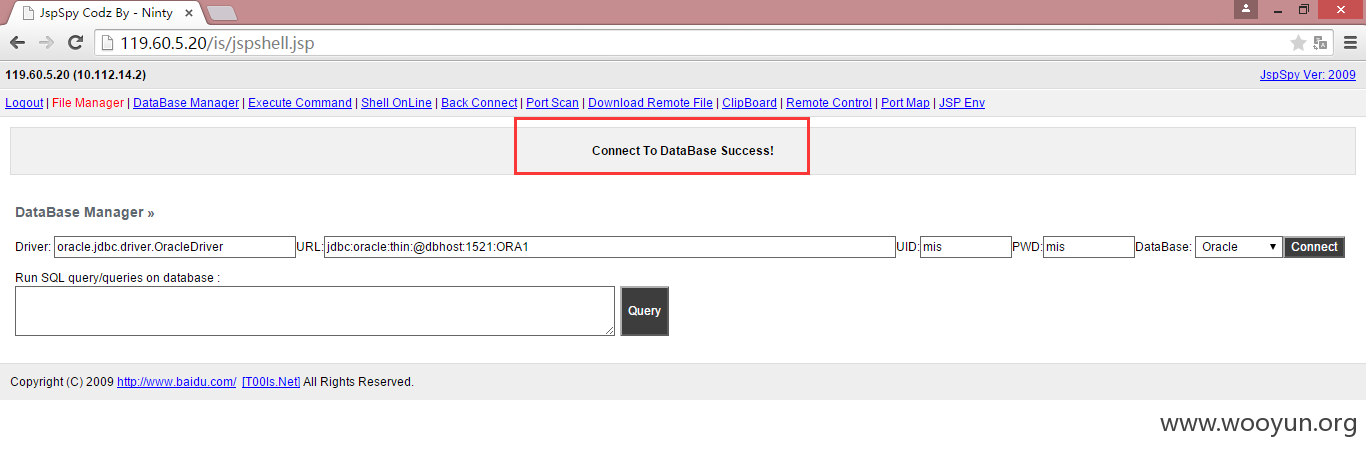 JspSpy Codz By - Ninty
119.60.5.20/is/jspshell.jsp
119.60.5.20 (10.112.14.2) JspSpy Ver: 2009
Logout | File Manager | DataBase Manager | Execute Command | Shell OnLine | Back Connect | Port Scan | Download Remote File | ClipBoard | Remote Control | Port Map | JSP Env
Connect To DataBase Success!
DataBase Manager »
Driver: oracle.jdbc.driver.OracleDriver URL: jdbc:oracle:thin:@dbhost:1521:ORA1 UID: mis PWD: mis DataBase: Oracle Connect
Run SQL query/queries on database :
Query
Copyright (C) 2009 http://www.baidu.com/ [T00ls.Net] All Rights Reserved.
www.wooyun.org